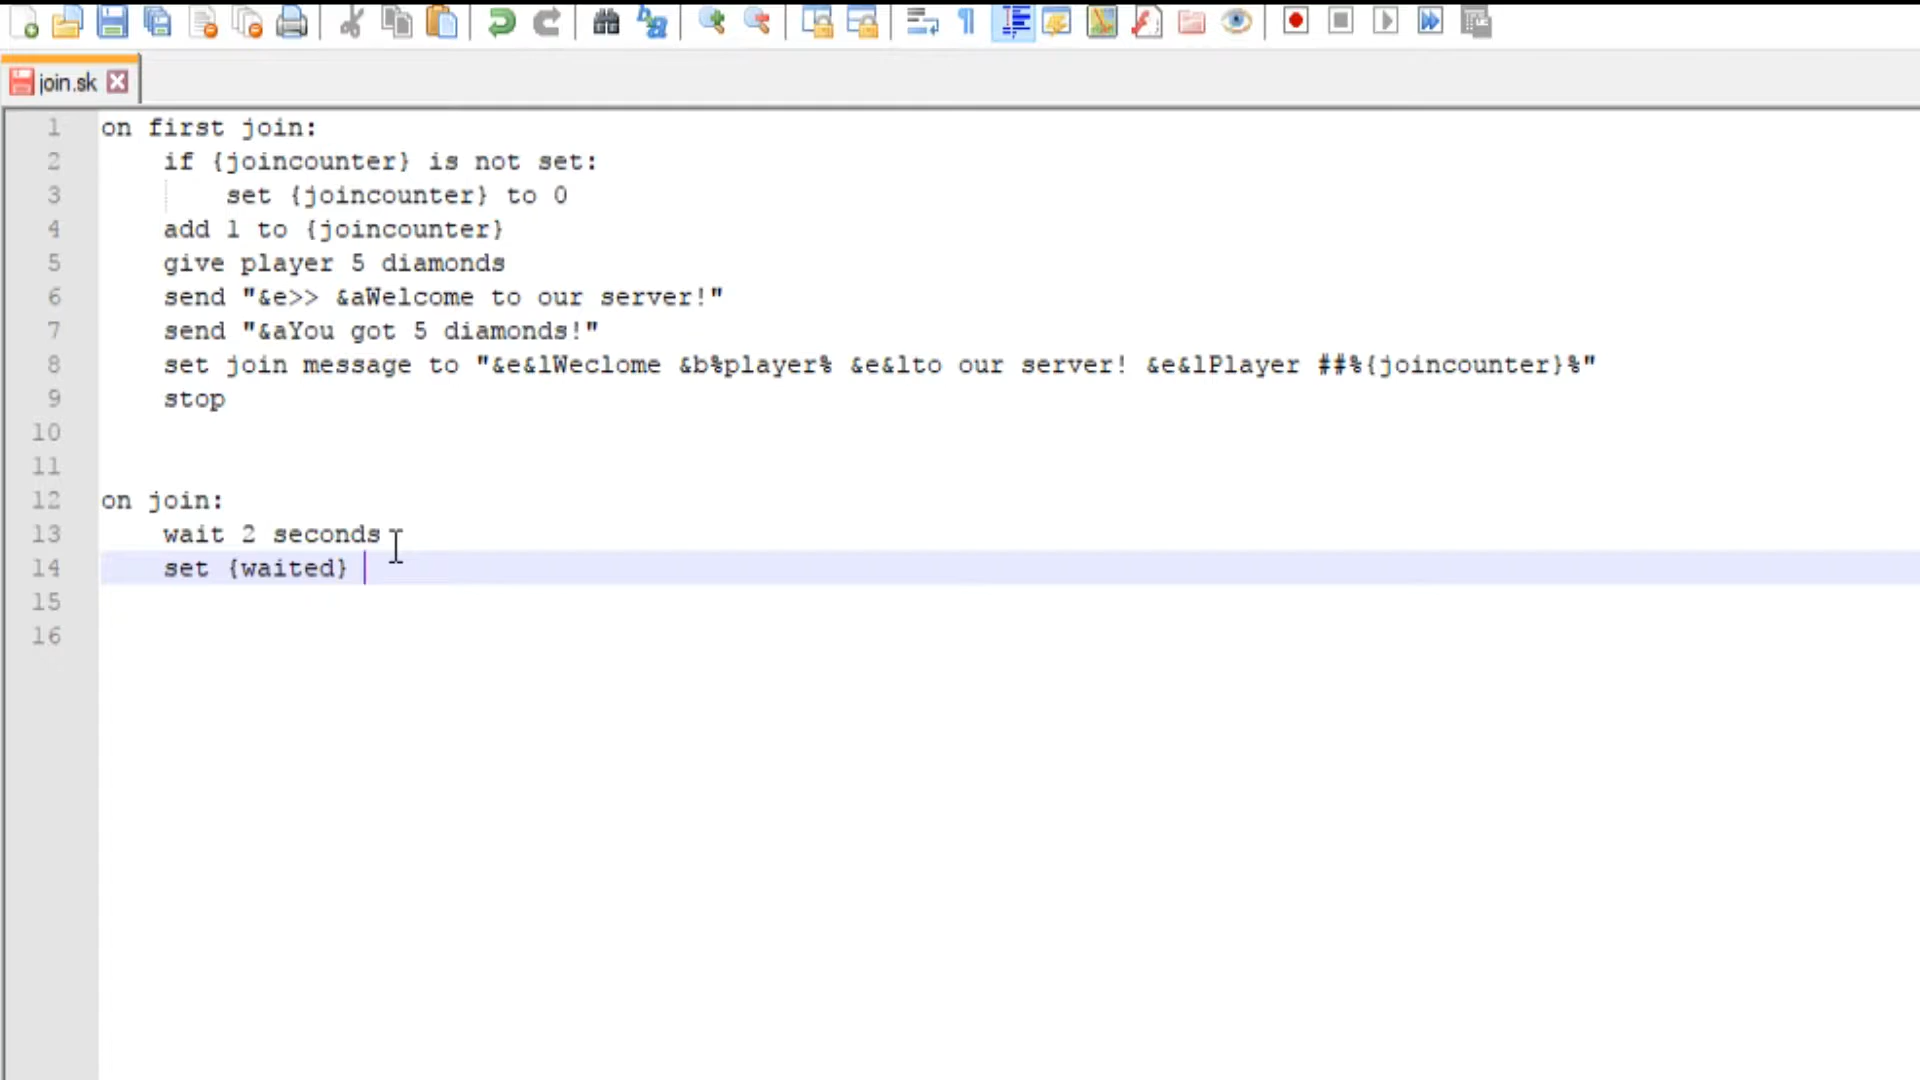 join.sk
1 on first join:
2 if {joincounter} is not set:
3 set {joincounter} to 0
4 add 1 to {joincounter}
5 give player 5 diamonds
6 send "&e>> &aWelcome to our server!"
7 send "&aYou got 5 diamonds!"
8 set join message to "&e&lWeclome &b%player% &e&lto our server! &e&lPlayer ##%{joincounter}%"
9 stop
10
11
12 on join:
13 wait 2 seconds
14 set {waited}
15
16